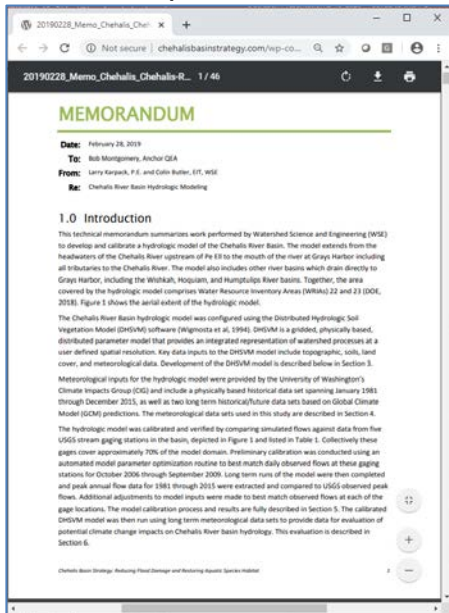 20190228_Memo_Chehalis_Cheh
Not secure | chehalisbasinstrategy.com/wp-co...
20190228_Memo_Chehalis_Chehalis-R... 1 / 46
MEMORANDUM
Date: February 28, 2019
To: Bob Montgomery, Anchor QEA
From: Larry Karpack, P.E. and Colin Butler, EIT, WSE
Re: Chehalis River Basin Hydrologic Modeling
1.0 Introduction
This technical memorandum summarizes work performed by Watershed Science and Engineering (WSE)
to develop and calibrate a hydrologic model of the Chehalis River Basin. The model extends from the
headwaters of the Chehalis River upstream of Pe Ell to the mouth of the river at Grays Harbor including
all tributaries to the Chehalis River. The model also includes other river basins which drain directly to
Grays Harbor, including the Wishkah, Hoquiam, and Humptulips River basins. Together, the area
covered by the hydrologic model comprises Water Resource Inventory Areas (WRIAs) 22 and 23 (DOE,
2018). Figure 1 shows the aerial extent of the hydrologic model.
The Chehalis River Basin hydrologic model was configured using the Distributed Hydrologic Soil
Vegetation Model (DHSVM) software (Wigmosta et al, 1994). DHSVM is a gridded, physically based,
distributed parameter model that provides an integrated representation of watershed processes at a
user defined spatial resolution. Key data inputs to the DHSVM model include topographic, soils, land
cover, and meteorological data. Development of the DHSVM model is described below in Section 3.
Meteorological inputs for the hydrologic model were provided by the University of Washington's
Climate Impacts Group (CIG) and include a physically based historical data set spanning January 1981
through December 2015, as well as two long term historical/future data sets based on Global Climate
Model (GCM) predictions. The meteorological data sets used in this study are described in Section 4.
The hydrologic model was calibrated and verified by comparing simulated flows against data from five
USGS stream gaging stations in the basin, depicted in Figure 1 and listed in Table 1. Collectively these
gages cover approximately 70% of the model domain. Preliminary calibration was conducted using an
automated model parameter optimization routine to best match daily observed flows at these gaging
stations for October 2006 through September 2009. Long term runs of the model were then completed
and peak annual flow data for 1981 through 2015 were extracted and compared to USGS observed peak
flows. Additional adjustments to model inputs were made to best match observed flows at each of the
gage locations. The model calibration process and results are fully described in Section 5. The calibrated
DHSVM model was then run using long term meteorological data sets to provide data for evaluation of
potential climate change impacts on Chehalis River basin hydrology. This evaluation is described in
Section 6.
Chehalis Basin Strategy: Reducing Flood Damage and Restoring Aquatic Species Habitat